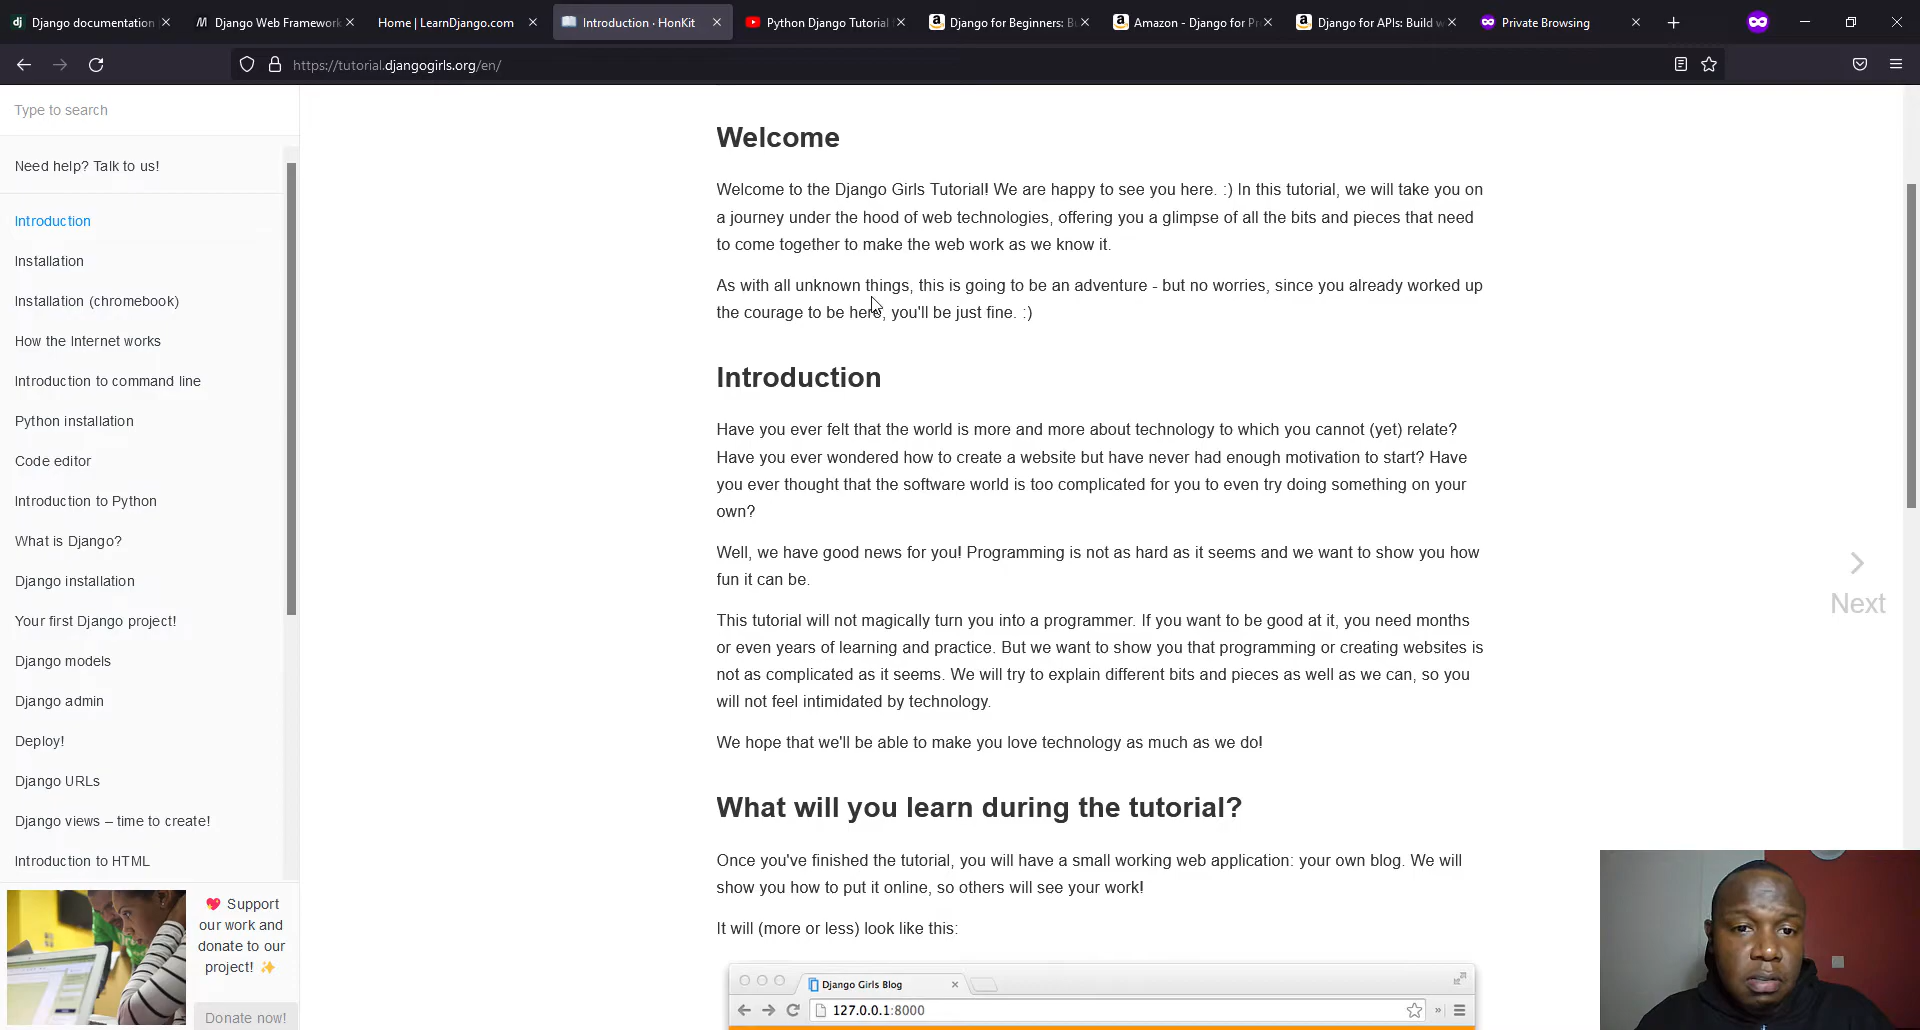 Django documentation
Django Web Framework
Home | LearnDjango.com
Introduction · HonKit
Python Django Tutorial
Django for Beginners: B
Amazon - Django for Pr
Django for APIs: Build w
Private Browsing
https://tutorial.djangogirls.org/en/
Type to search
Need help? Talk to us!
Introduction
Installation
Installation (chromebook)
How the Internet works
Introduction to command line
Python installation
Code editor
Introduction to Python
What is Django?
Django installation
Your first Django project!
Django models
Django admin
Deploy!
Django URLs
Django views – time to create!
Introduction to HTML
💖 Support
our work and
donate to our
project! ✨
Donate now!
Welcome
Welcome to the Django Girls Tutorial! We are happy to see you here. :) In this tutorial, we will take you on
a journey under the hood of web technologies, offering you a glimpse of all the bits and pieces that need
to come together to make the web work as we know it.
As with all unknown things, this is going to be an adventure - but no worries, since you already worked up
the courage to be here, you'll be just fine. :)
Introduction
Have you ever felt that the world is more and more about technology to which you cannot (yet) relate?
Have you ever wondered how to create a website but have never had enough motivation to start? Have
you ever thought that the software world is too complicated for you to even try doing something on your
own?
Well, we have good news for you! Programming is not as hard as it seems and we want to show you how
fun it can be.
This tutorial will not magically turn you into a programmer. If you want to be good at it, you need months
or even years of learning and practice. But we want to show you that programming or creating websites is
not as complicated as it seems. We will try to explain different bits and pieces as well as we can, so you
will not feel intimidated by technology.
We hope that we'll be able to make you love technology as much as we do!
What will you learn during the tutorial?
Once you've finished the tutorial, you will have a small working web application: your own blog. We will
show you how to put it online, so others will see your work!
It will (more or less) look like this:
Django Girls Blog
127.0.0.1:8000
Next